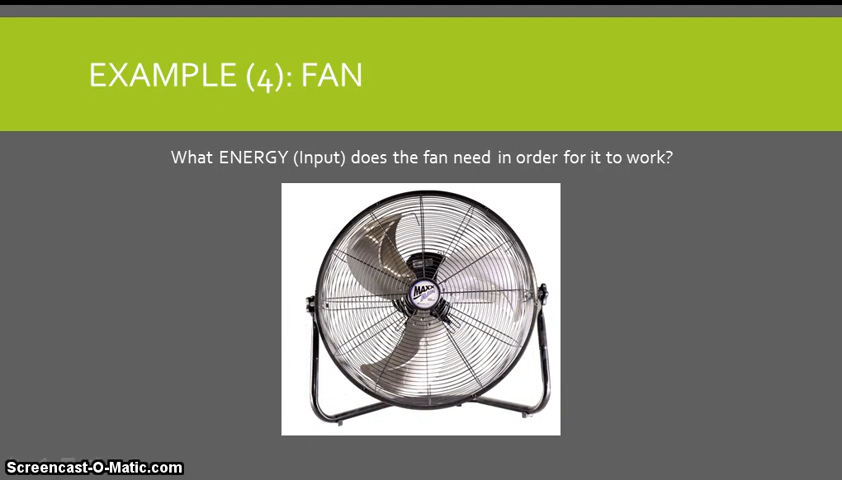 EXAMPLE (4): FAN
What ENERGY (Input) does the fan need in order for it to work?
MAXX
Screencast-O-Matic.com